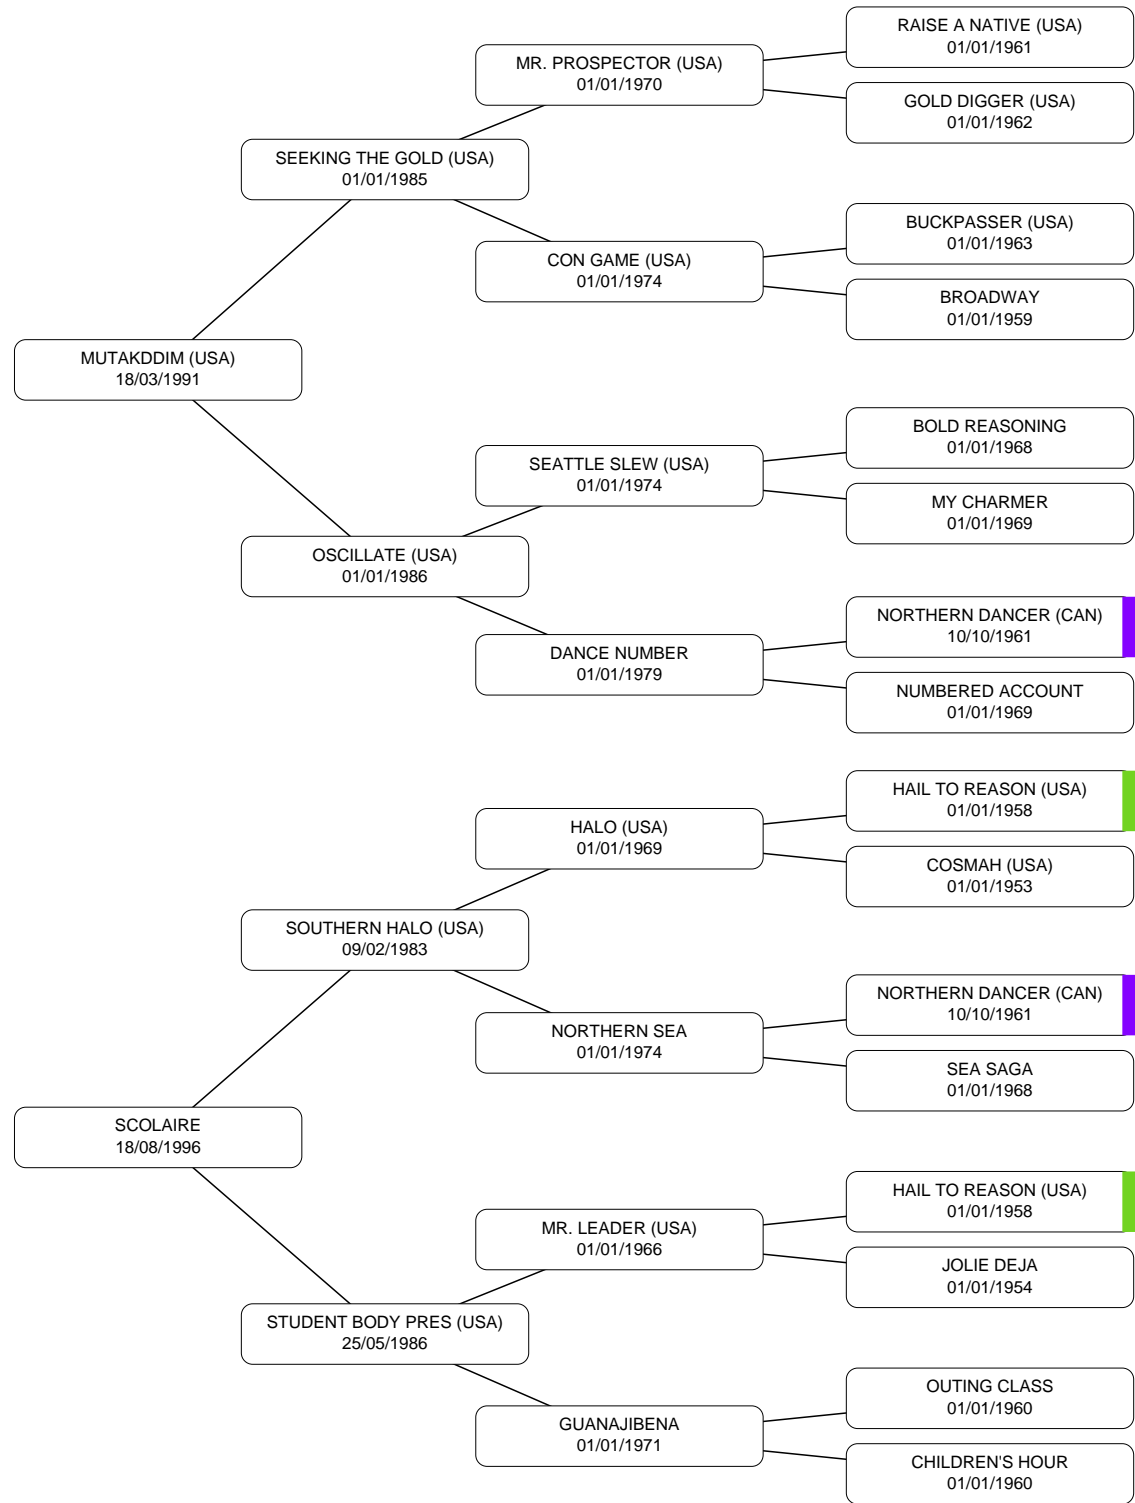 RAISE A NATIVE (USA)
01/01/1961
MR. PROSPECTOR (USA)
01/01/1970
GOLD DIGGER (USA)
01/01/1962
SEEKING THE GOLD (USA)
01/01/1985
BUCKPASSER (USA)
01/01/1963
CON GAME (USA)
01/01/1974
BROADWAY
01/01/1959
MUTAKDDIM (USA)
18/03/1991
BOLD REASONING
01/01/1968
SEATTLE SLEW (USA)
01/01/1974
MY CHARMER
01/01/1969
OSCILLATE (USA)
01/01/1986
NORTHERN DANCER (CAN)
10/10/1961
DANCE NUMBER
01/01/1979
NUMBERED ACCOUNT
01/01/1969
HAIL TO REASON (USA)
01/01/1958
HALO (USA)
01/01/1969
COSMAH (USA)
01/01/1953
SOUTHERN HALO (USA)
09/02/1983
NORTHERN DANCER (CAN)
10/10/1961
NORTHERN SEA
01/01/1974
SEA SAGA
01/01/1968
SCOLAIRE
18/08/1996
HAIL TO REASON (USA)
01/01/1958
MR. LEADER (USA)
01/01/1966
JOLIE DEJA
01/01/1954
STUDENT BODY PRES (USA)
25/05/1986
OUTING CLASS
01/01/1960
GUANAJIBENA
01/01/1971
CHILDREN'S HOUR
01/01/1960